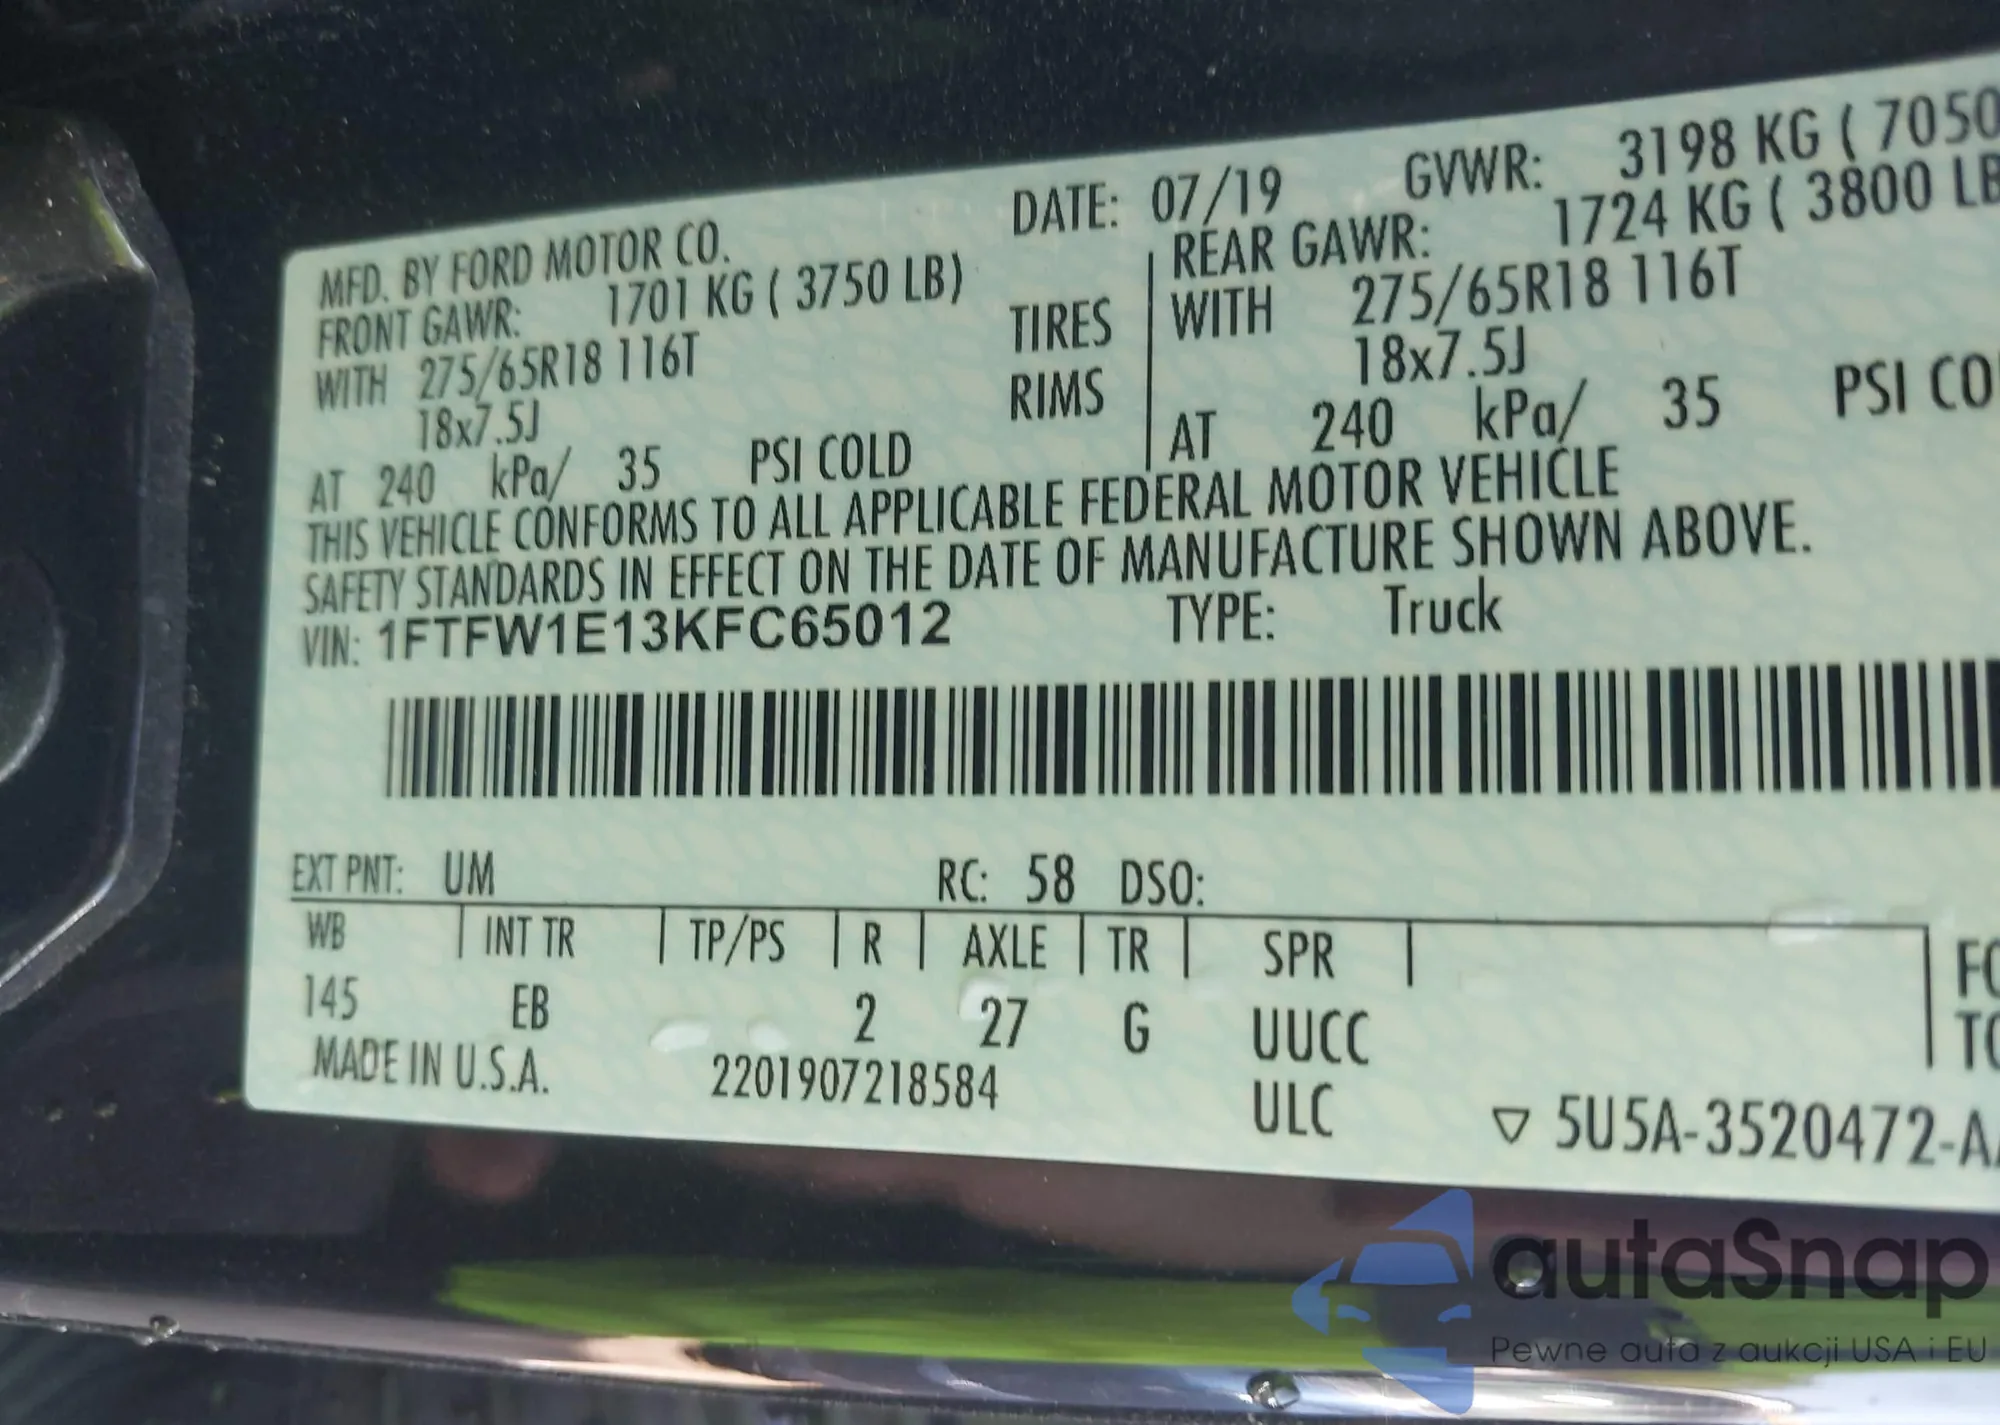 MFD. BY FORD MOTOR CO. DATE: 07/19 GVWR: 3198 KG ( 7050
FRONT GAWR: 1701 KG ( 3750 LB) REAR GAWR: 1724 KG ( 3800 LB
WITH 275/65R18 116T TIRES WITH 275/65R18 116T
18x7.5J RIMS 18x7.5J
AT 240 kPa/ 35 PSI COLD AT 240 kPa/ 35 PSI CO
THIS VEHICLE CONFORMS TO ALL APPLICABLE FEDERAL MOTOR VEHICLE
SAFETY STANDARDS IN EFFECT ON THE DATE OF MANUFACTURE SHOWN ABOVE.
VIN: 1FTFW1E13KFC65012 TYPE: Truck
EXT PNT: UM RC: 58 DSO:
WB INT TR TP/PS R AXLE TR SPR
145 EB 2 27 G UUCC
MADE IN U.S.A. 2201907218584 ULC
▽ 5U5A-3520472-A
autaSnap
Pewne auta z aukcji USA i EU